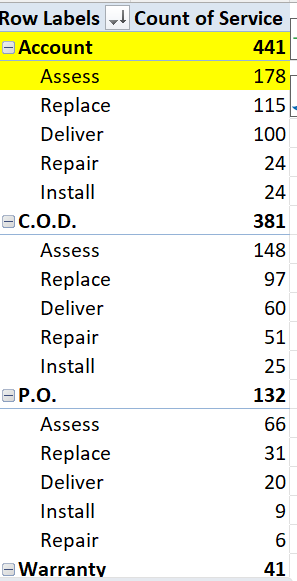 Row Labels Count of Service
Account 441
Assess 178
Replace 115
Deliver 100
Repair 24
Install 24
C.O.D. 381
Assess 148
Replace 97
Deliver 60
Repair 51
Install 25
P.O. 132
Assess 66
Replace 31
Deliver 20
Install 9
Repair 6
Warranty 41